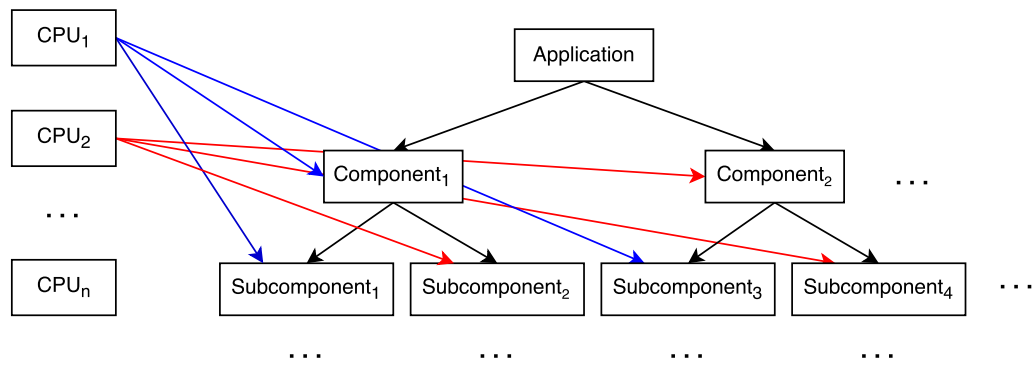 CPU₁
Application
CPU₂
Component₁
Component₂
...
...
CPUₙ
Subcomponent₁
Subcomponent₂
Subcomponent₃
Subcomponent₄
...
...
...
...
...